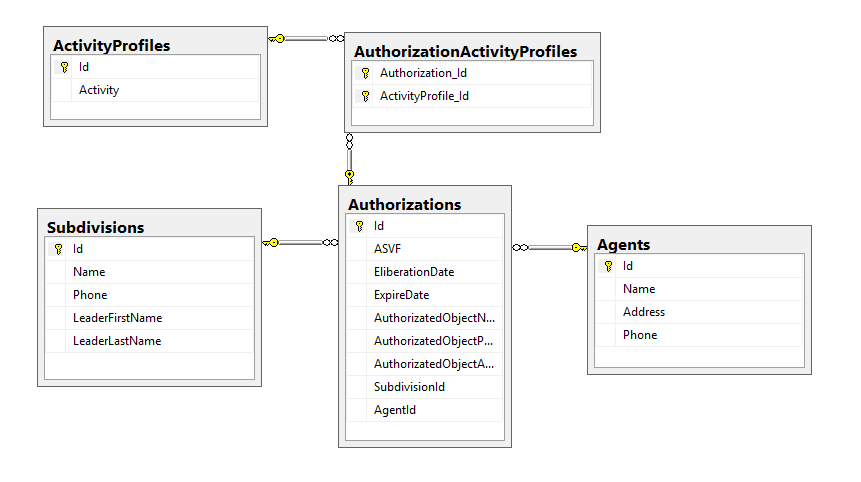 ActivityProfiles
Id
Activity
AuthorizationActivityProfiles
Authorization_Id
ActivityProfile_Id
Subdivisions
Id
Name
Phone
LeaderFirstName
LeaderLastName
Authorizations
Id
ASVF
EliberationDate
ExpireDate
AuthorizatedObjectN...
AuthorizatedObjectP...
AuthorizatedObjectA...
SubdivisionId
AgentId
Agents
Id
Name
Address
Phone